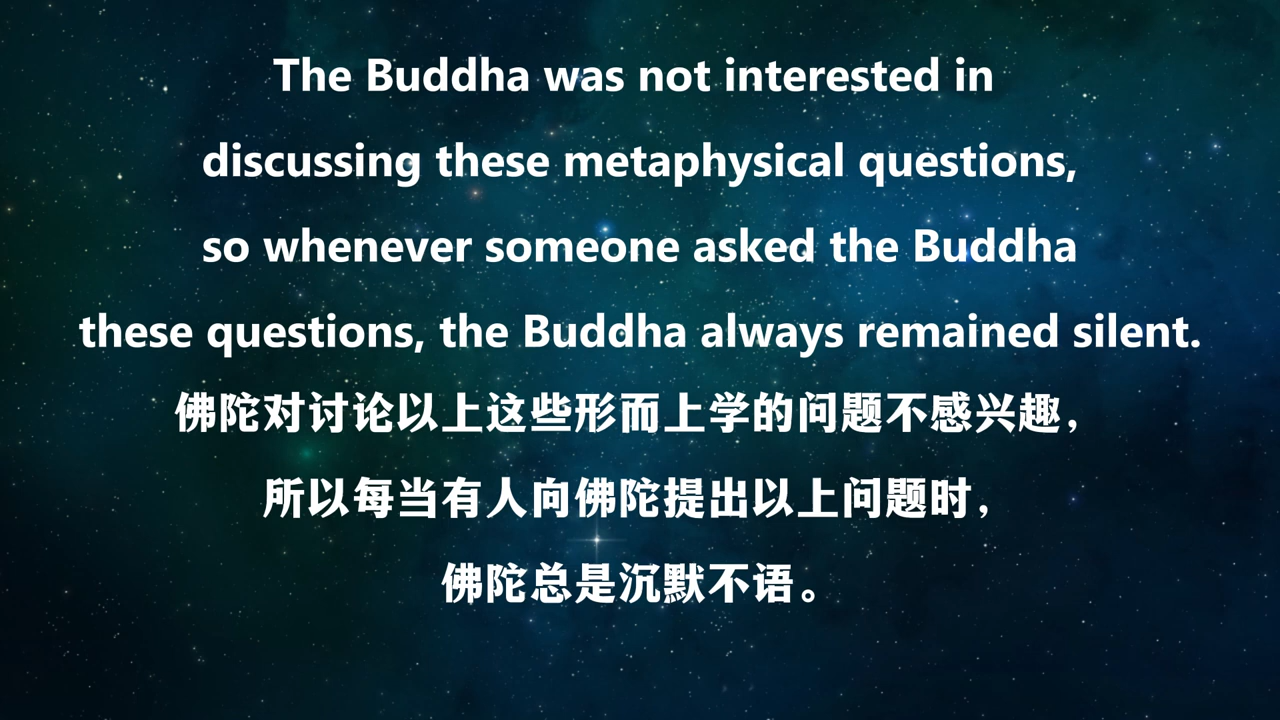 The Buddha was not interested in
discussing these metaphysical questions,
so whenever someone asked the Buddha
these questions, the Buddha always remained silent.
佛陀对讨论以上这些形而上学的问题不感兴趣，
所以每当有人向佛陀提出以上问题时，
佛陀总是沉默不语。